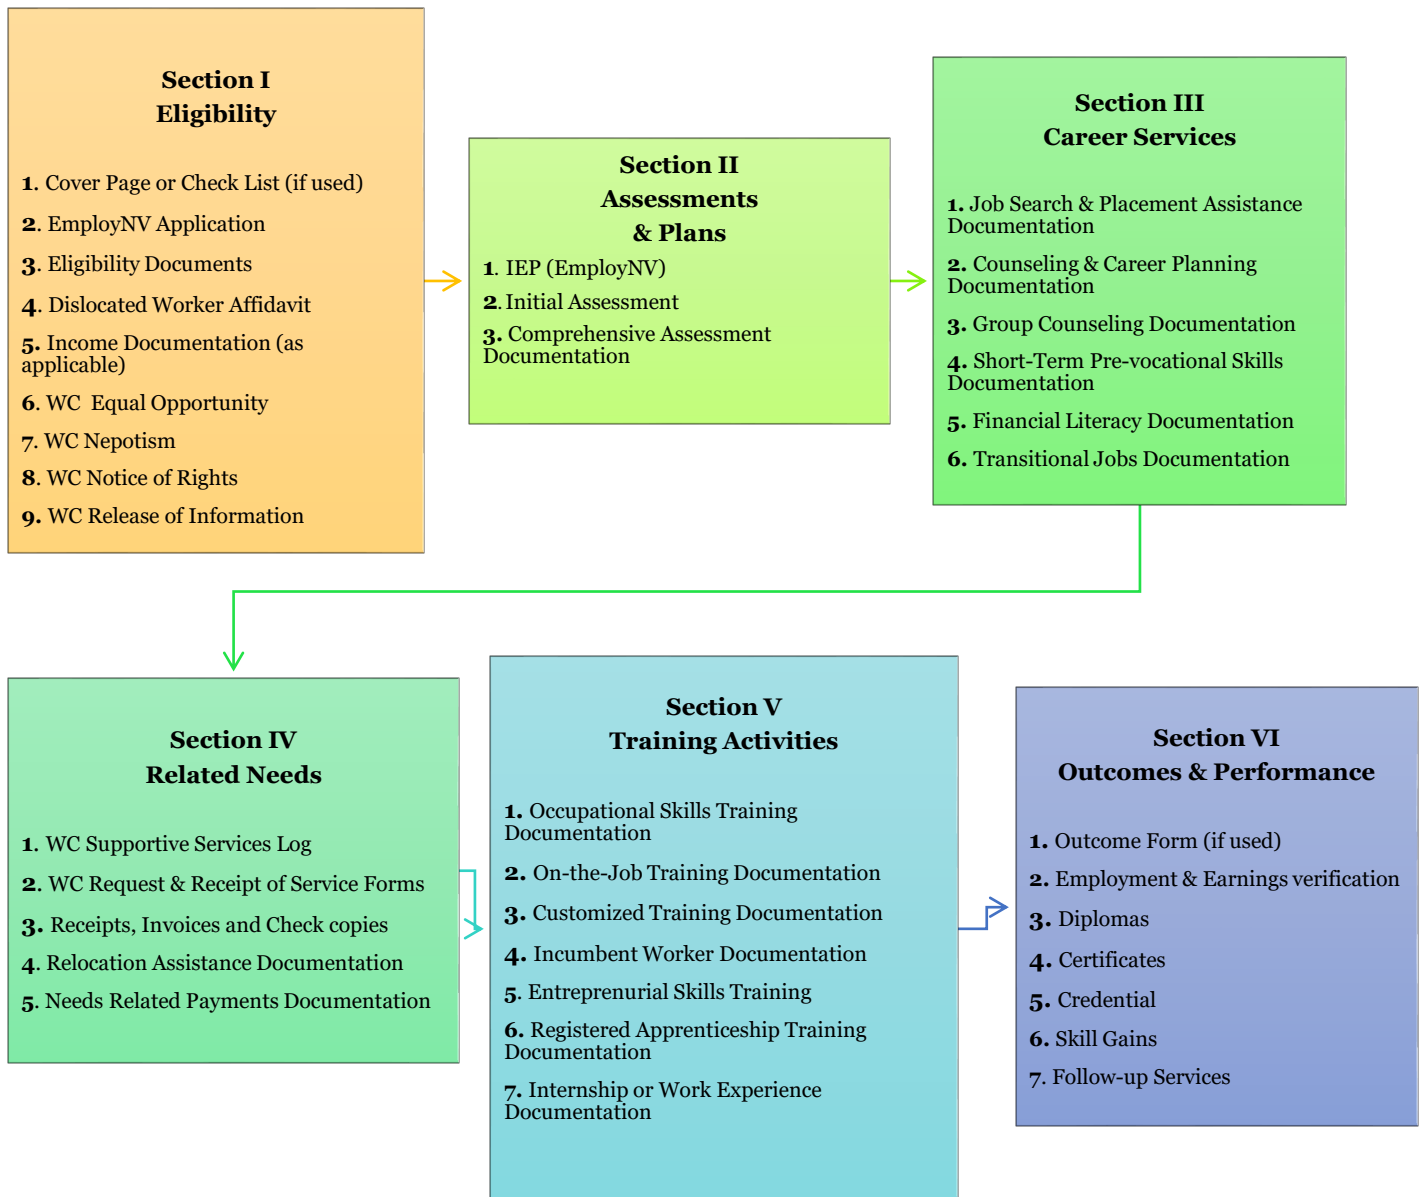 Section I
Eligibility
1. Cover Page or Check List (if used)
2. EmployNV Application
3. Eligibility Documents
4. Dislocated Worker Affidavit
5. Income Documentation (as
applicable)
6. WC  Equal Opportunity
7. WC Nepotism
8. WC Notice of Rights
9. WC Release of Information
Section II
Assessments
& Plans
1. IEP (EmployNV)
2. Initial Assessment
3. Comprehensive Assessment
Documentation
Section III
Career Services
1. Job Search & Placement Assistance
Documentation
2. Counseling & Career Planning
Documentation
3. Group Counseling Documentation
4. Short-Term Pre-vocational Skills
Documentation
5. Financial Literacy Documentation
6. Transitional Jobs Documentation
Section IV
Related Needs
1. WC Supportive Services Log
2. WC Request & Receipt of Service Forms
3. Receipts, Invoices and Check copies
4. Relocation Assistance Documentation
5. Needs Related Payments Documentation
Section V
Training Activities
1. Occupational Skills Training
Documentation
2. On-the-Job Training Documentation
3. Customized Training Documentation
4. Incumbent Worker Documentation
5. Entreprenurial Skills Training
6. Registered Apprenticeship Training
Documentation
7. Internship or Work Experience
Documentation
Section VI
Outcomes & Performance
1. Outcome Form (if used)
2. Employment & Earnings verification
3. Diplomas
4. Certificates
5. Credential
6. Skill Gains
7. Follow-up Services